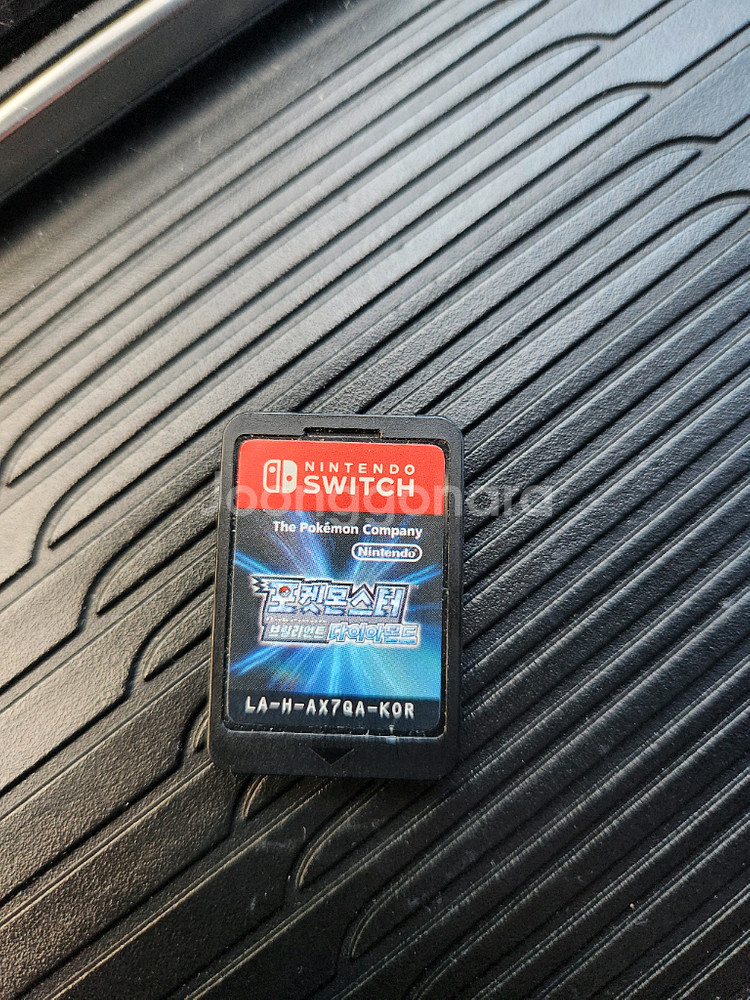 NINTENDO
SWITCH
Joonggonara
The Pokémon Company
Nintendo
포켓몬스터
브릴리언트 다이아몬드
LA-H-AX7QA-KOR